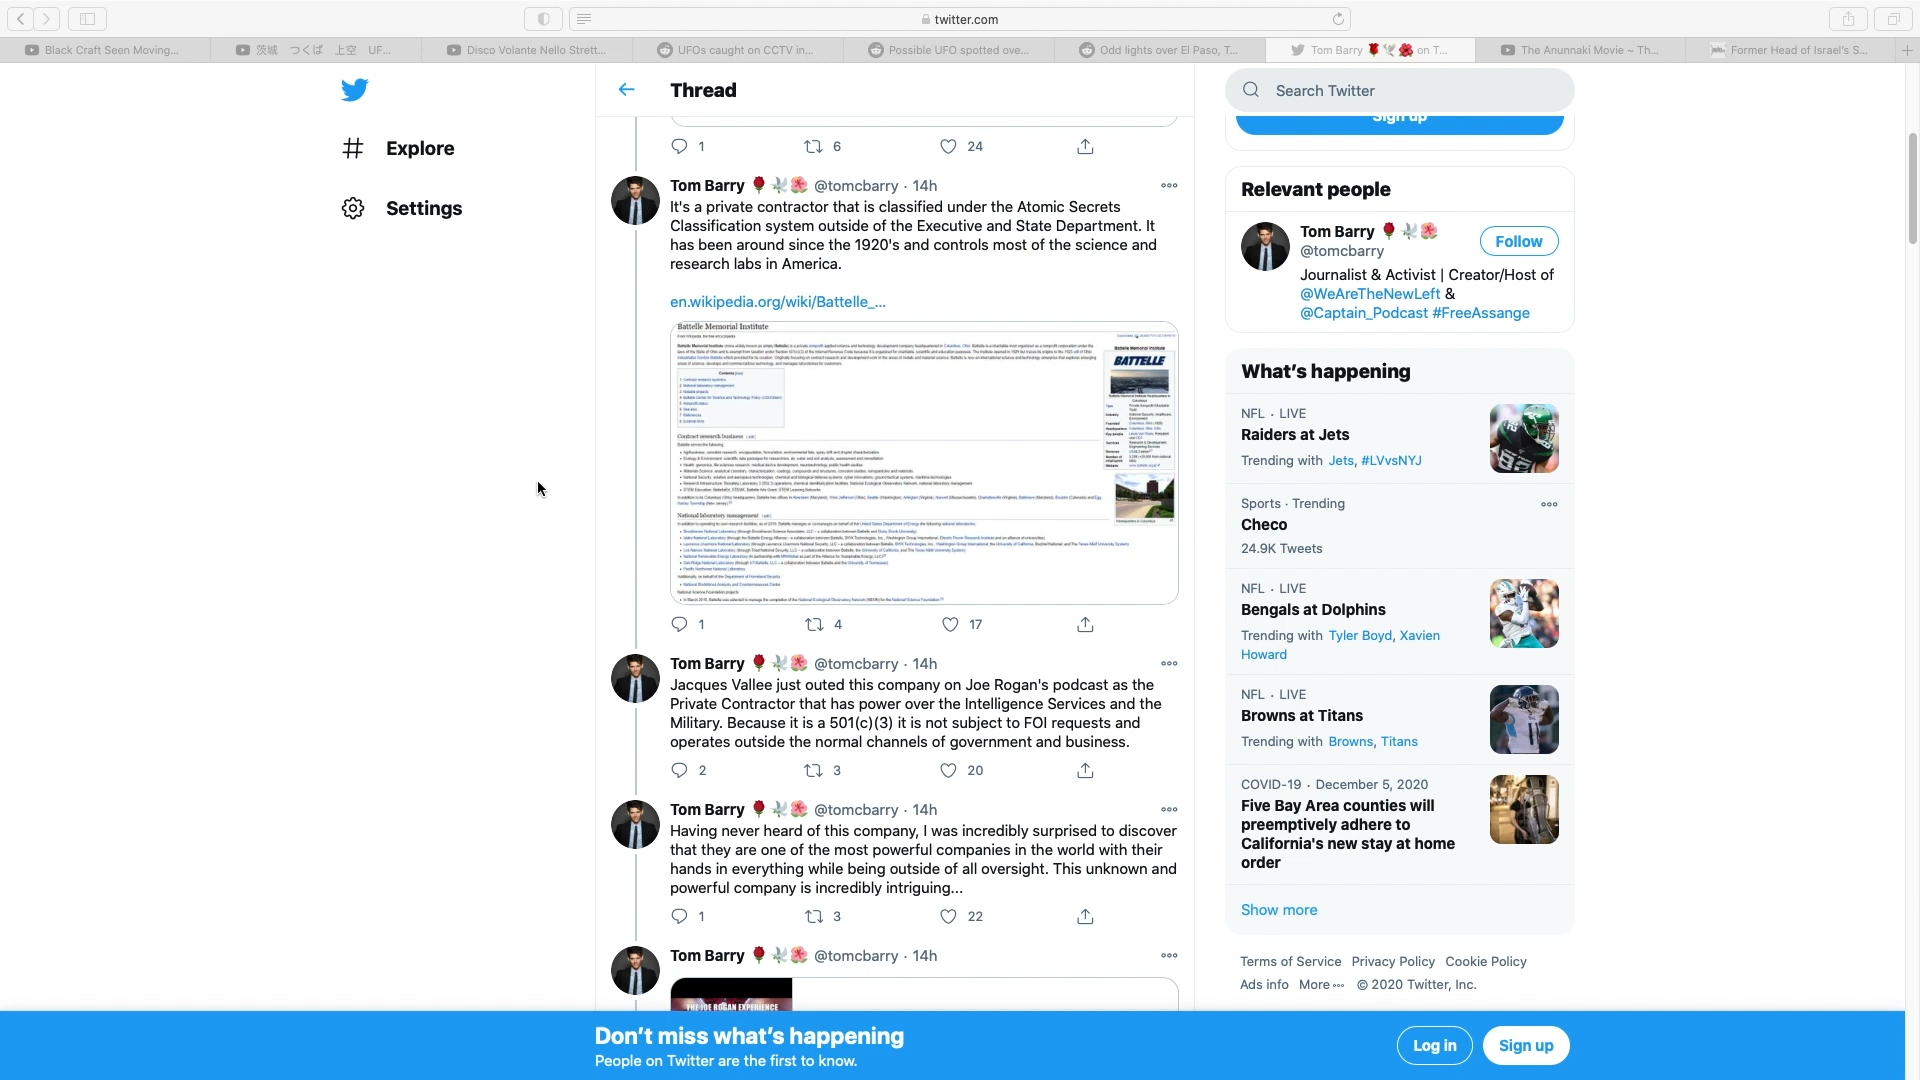 twitter.com
Black Craft Seen Moving...
茨城 つくば 上空 UF...
Disco Volante Nello Strett...
UFOs caught on CCTV in...
Possible UFO spotted ove...
Odd lights over El Paso, T...
Tom Barry 🌹🕊️🌺 on T...
The Anunnaki Movie ~ Th...
Former Head of Israel's S...
Explore
Settings
Thread
1 6 24
Tom Barry 🌹🕊️🌺 @tomcbarry · 14h
It's a private contractor that is classified under the Atomic Secrets
Classification system outside of the Executive and State Department. It
has been around since the 1920's and controls most of the science and
research labs in America.
en.wikipedia.org/wiki/Battelle_...
Battelle Memorial Institute
Battelle Memorial Institute
BATTELLE
Contract research business
National laboratory management
1 4 17
Tom Barry 🌹🕊️🌺 @tomcbarry · 14h
Jacques Vallee just outed this company on Joe Rogan's podcast as the
Private Contractor that has power over the Intelligence Services and the
Military. Because it is a 501(c)(3) it is not subject to FOI requests and
operates outside the normal channels of government and business.
2 3 20
Tom Barry 🌹🕊️🌺 @tomcbarry · 14h
Having never heard of this company, I was incredibly surprised to discover
that they are one of the most powerful companies in the world with their
hands in everything while being outside of all oversight. This unknown and
powerful company is incredibly intriguing...
1 3 22
Tom Barry 🌹🕊️🌺 @tomcbarry · 14h
THE JOE ROGAN EXPERIENCE
Search Twitter
Sign up
Relevant people
Tom Barry 🌹🕊️🌺
@tomcbarry
Follow
Journalist & Activist | Creator/Host of
@WeAreTheNewLeft &
@Captain_Podcast #FreeAssange
What's happening
NFL · LIVE
Raiders at Jets
Trending with Jets, #LVvsNYJ
Sports · Trending
Checo
24.9K Tweets
NFL · LIVE
Bengals at Dolphins
Trending with Tyler Boyd, Xavien
Howard
NFL · LIVE
Browns at Titans
Trending with Browns, Titans
COVID-19 · December 5, 2020
Five Bay Area counties will
preemptively adhere to
California's new stay at home
order
Show more
Terms of Service Privacy Policy Cookie Policy
Ads info More © 2020 Twitter, Inc.
Don't miss what's happening
People on Twitter are the first to know.
Log in
Sign up